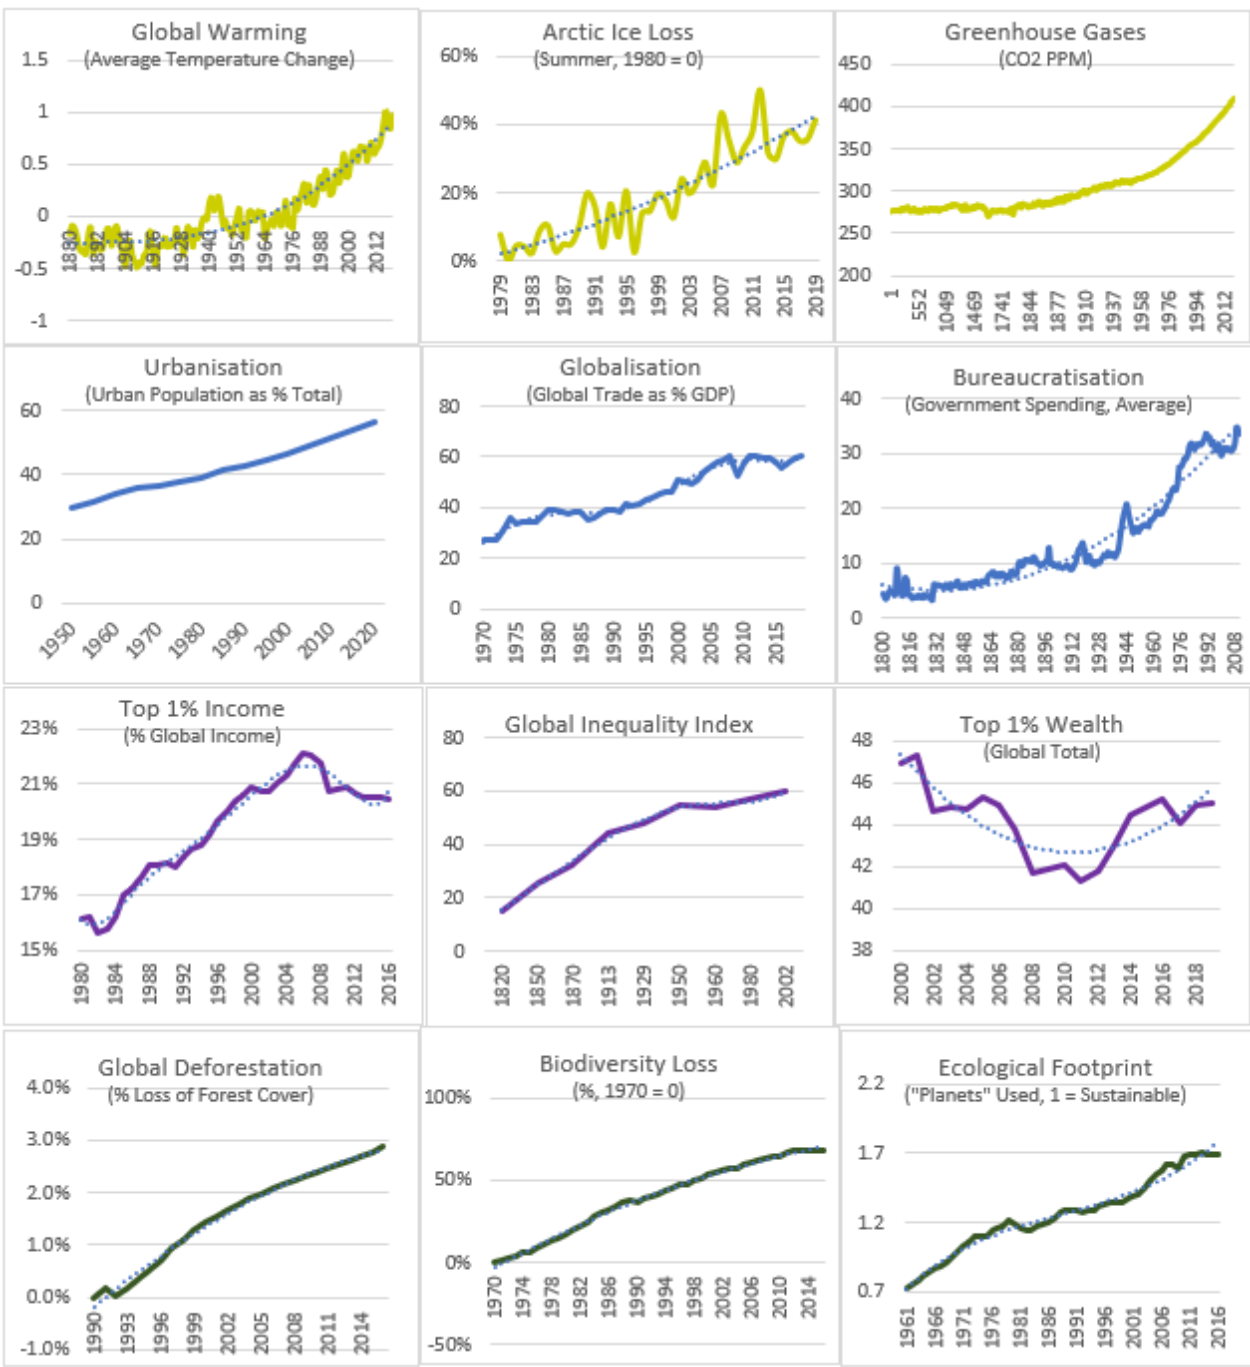 Global Warming
(Average Temperature Change)
1.5
1
0.5
0
-0.5
-1
1880 1892 1904 1916 1928 1940 1952 1964 1976 1988 2000 2012
Arctic Ice Loss
(Summer, 1980 = 0)
60%
40%
20%
0%
1979 1983 1987 1991 1995 1999 2003 2007 2011 2015 2019
Greenhouse Gases
(CO2 PPM)
450
400
350
300
250
200
1 552 1049 1469 1741 1844 1877 1910 1937 1958 1976 1994 2012
Urbanisation
(Urban Population as % Total)
60
40
20
0
1950 1960 1970 1980 1990 2000 2010 2020
Globalisation
(Global Trade as % GDP)
80
60
40
20
0
1970 1975 1980 1985 1990 1995 2000 2005 2010 2015
Bureaucratisation
(Government Spending, Average)
40
30
20
10
0
1800 1816 1832 1848 1864 1880 1896 1912 1928 1944 1960 1976 1992 2008
Top 1% Income
(% Global Income)
23%
21%
19%
17%
15%
1980 1984 1988 1992 1996 2000 2004 2008 2012 2016
Global Inequality Index
80
60
40
20
0
1820 1850 1870 1913 1929 1950 1960 1980 2002
Top 1% Wealth
(Global Total)
48
46
44
42
40
38
2000 2002 2004 2006 2008 2010 2012 2014 2016 2018
Global Deforestation
(% Loss of Forest Cover)
4.0%
3.0%
2.0%
1.0%
0.0%
-1.0%
1990 1993 1996 1999 2002 2005 2008 2011 2014
Biodiversity Loss
(%, 1970 = 0)
100%
50%
0%
-50%
1970 1974 1978 1982 1986 1990 1994 1998 2002 2006 2010 2014
Ecological Footprint
("Planets" Used, 1 = Sustainable)
2.2
1.7
1.2
0.7
1961 1966 1971 1976 1981 1986 1991 1996 2001 2006 2011 2016